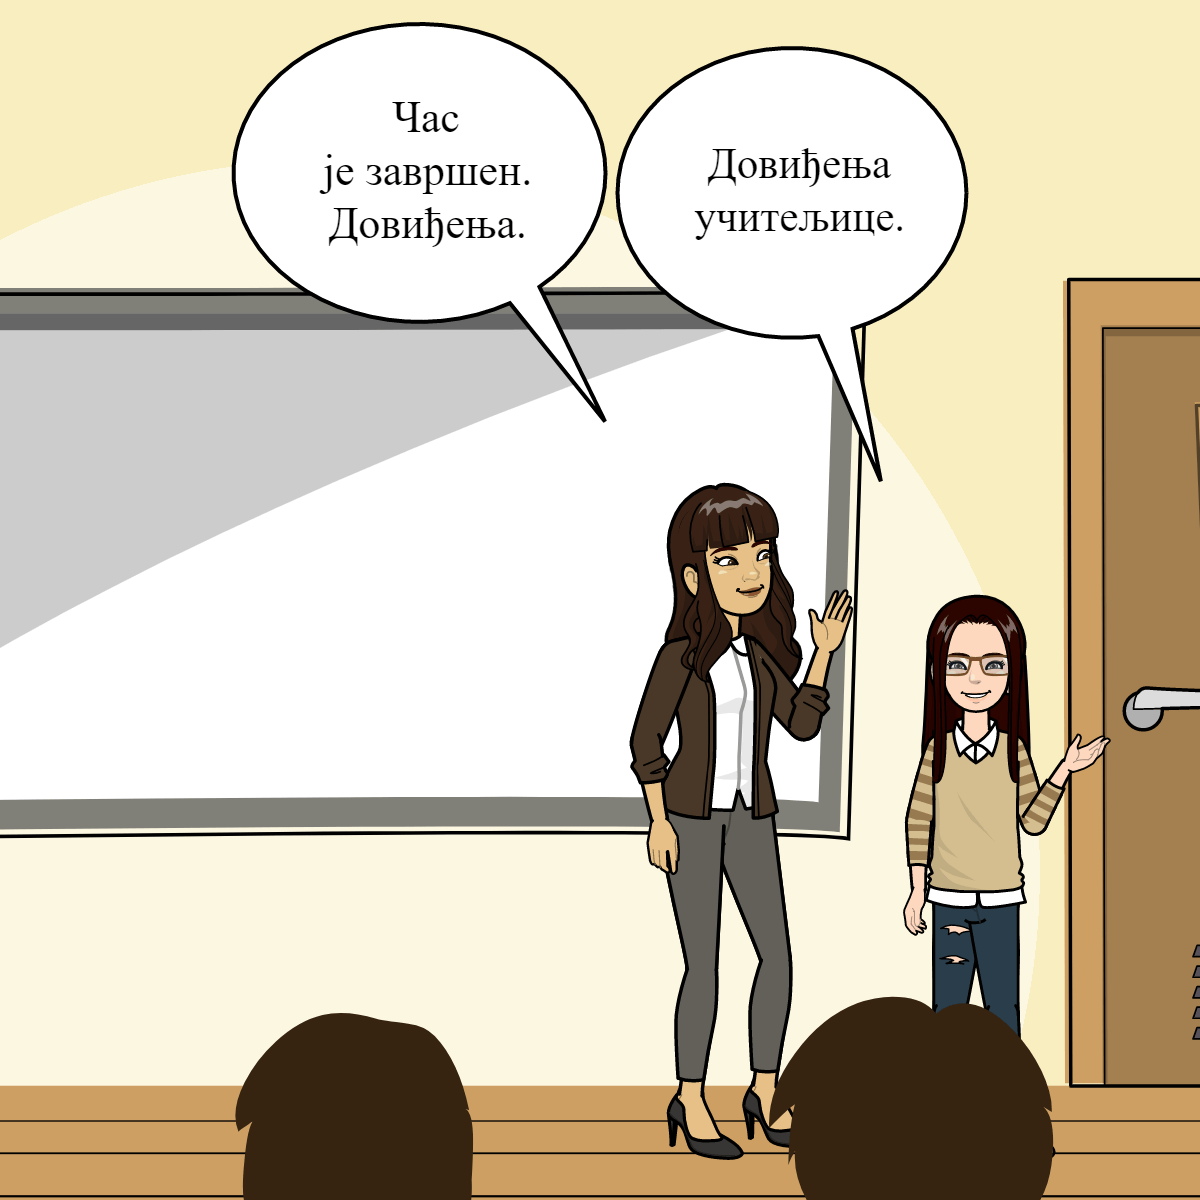 Час
је завршен.
Довиђења.
Довиђења
учитељице.